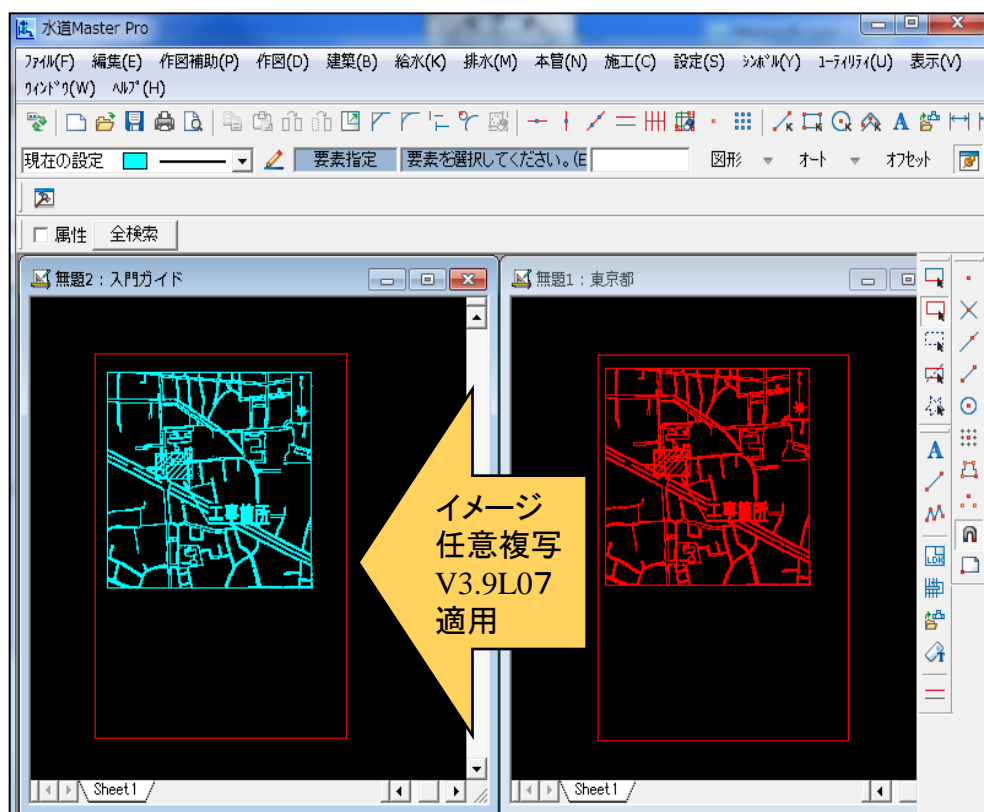 水道Master Pro
ﾌｧｲﾙ(F) 編集(E) 作図補助(P) 作図(D) 建築(B) 給水(K) 排水(M) 本管(N) 施工(C) 設定(S) ｼﾝﾎﾞﾙ(Y) ﾕｰﾃｨﾘﾃｨ(U) 表示(V)
ｳｨﾝﾄﾞｳ(W) ﾍﾙﾌﾟ(H)
現在の設定 要素指定 要素を選択してください。(E 図形 オート オフセット
属性 全検索
無題2：入門ガイド
無題1：東京都
工事箇所
工事箇所
イメージ
任意複写
V3.9L07
適用
A
LDK
Sheet1
Sheet1